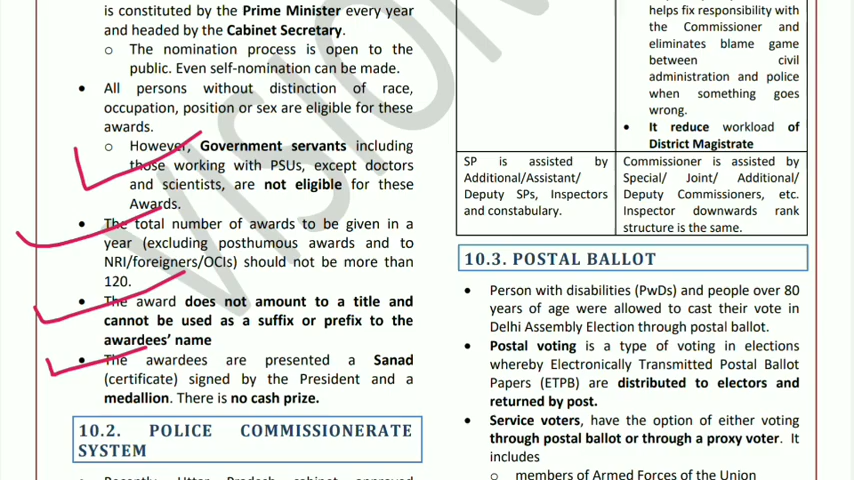 is constituted by the Prime Minister every year
and headed by the Cabinet Secretary.
o The nomination process is open to the
public. Even self-nomination can be made.
• All persons without distinction of race,
occupation, position or sex are eligible for these
awards.
o However, Government servants including
those working with PSUs, except doctors
and scientists, are not eligible for these
Awards.
• The total number of awards to be given in a
year (excluding posthumous awards and to
NRI/foreigners/OCIs) should not be more than
120.
• The award does not amount to a title and
cannot be used as a suffix or prefix to the
awardees’ name
• The awardees are presented a Sanad
(certificate) signed by the President and a
medallion. There is no cash prize.
10.2. POLICE COMMISSIONERATE
SYSTEM
• Recently Uttar Pradesh cabinet approved
helps fix responsibility with
the Commissioner and
eliminates blame game
between civil
administration and police
when something goes
wrong.
• It reduce workload of
District Magistrate
SP is assisted by
Additional/Assistant/
Deputy SPs, Inspectors
and constabulary.
Commissioner is assisted by
Special/ Joint/ Additional/
Deputy Commissioners, etc.
Inspector downwards rank
structure is the same.
10.3. POSTAL BALLOT
• Person with disabilities (PwDs) and people over 80
years of age were allowed to cast their vote in
Delhi Assembly Election through postal ballot.
• Postal voting is a type of voting in elections
whereby Electronically Transmitted Postal Ballot
Papers (ETPB) are distributed to electors and
returned by post.
• Service voters, have the option of either voting
through postal ballot or through a proxy voter. It
includes
o members of Armed Forces of the Union
VISION